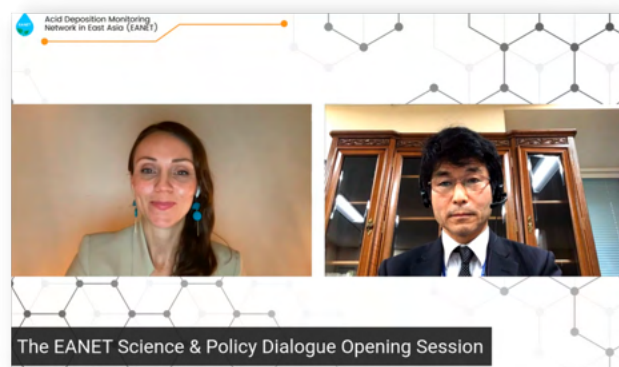 Acid Deposition Monitoring
Network in East Asia (EANET)
The EANET Science & Policy Dialogue Opening Session